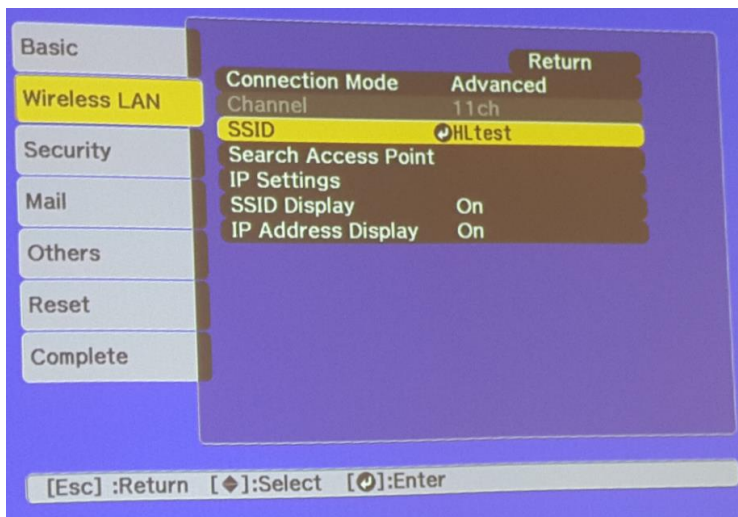 Basic
Wireless LAN
Security
Mail
Others
Reset
Complete
Return
Connection Mode Advanced
Channel 11ch
SSID HLtest
Search Access Point
IP Settings
SSID Display On
IP Address Display On
[Esc] :Return [◆]:Select [⏎]:Enter